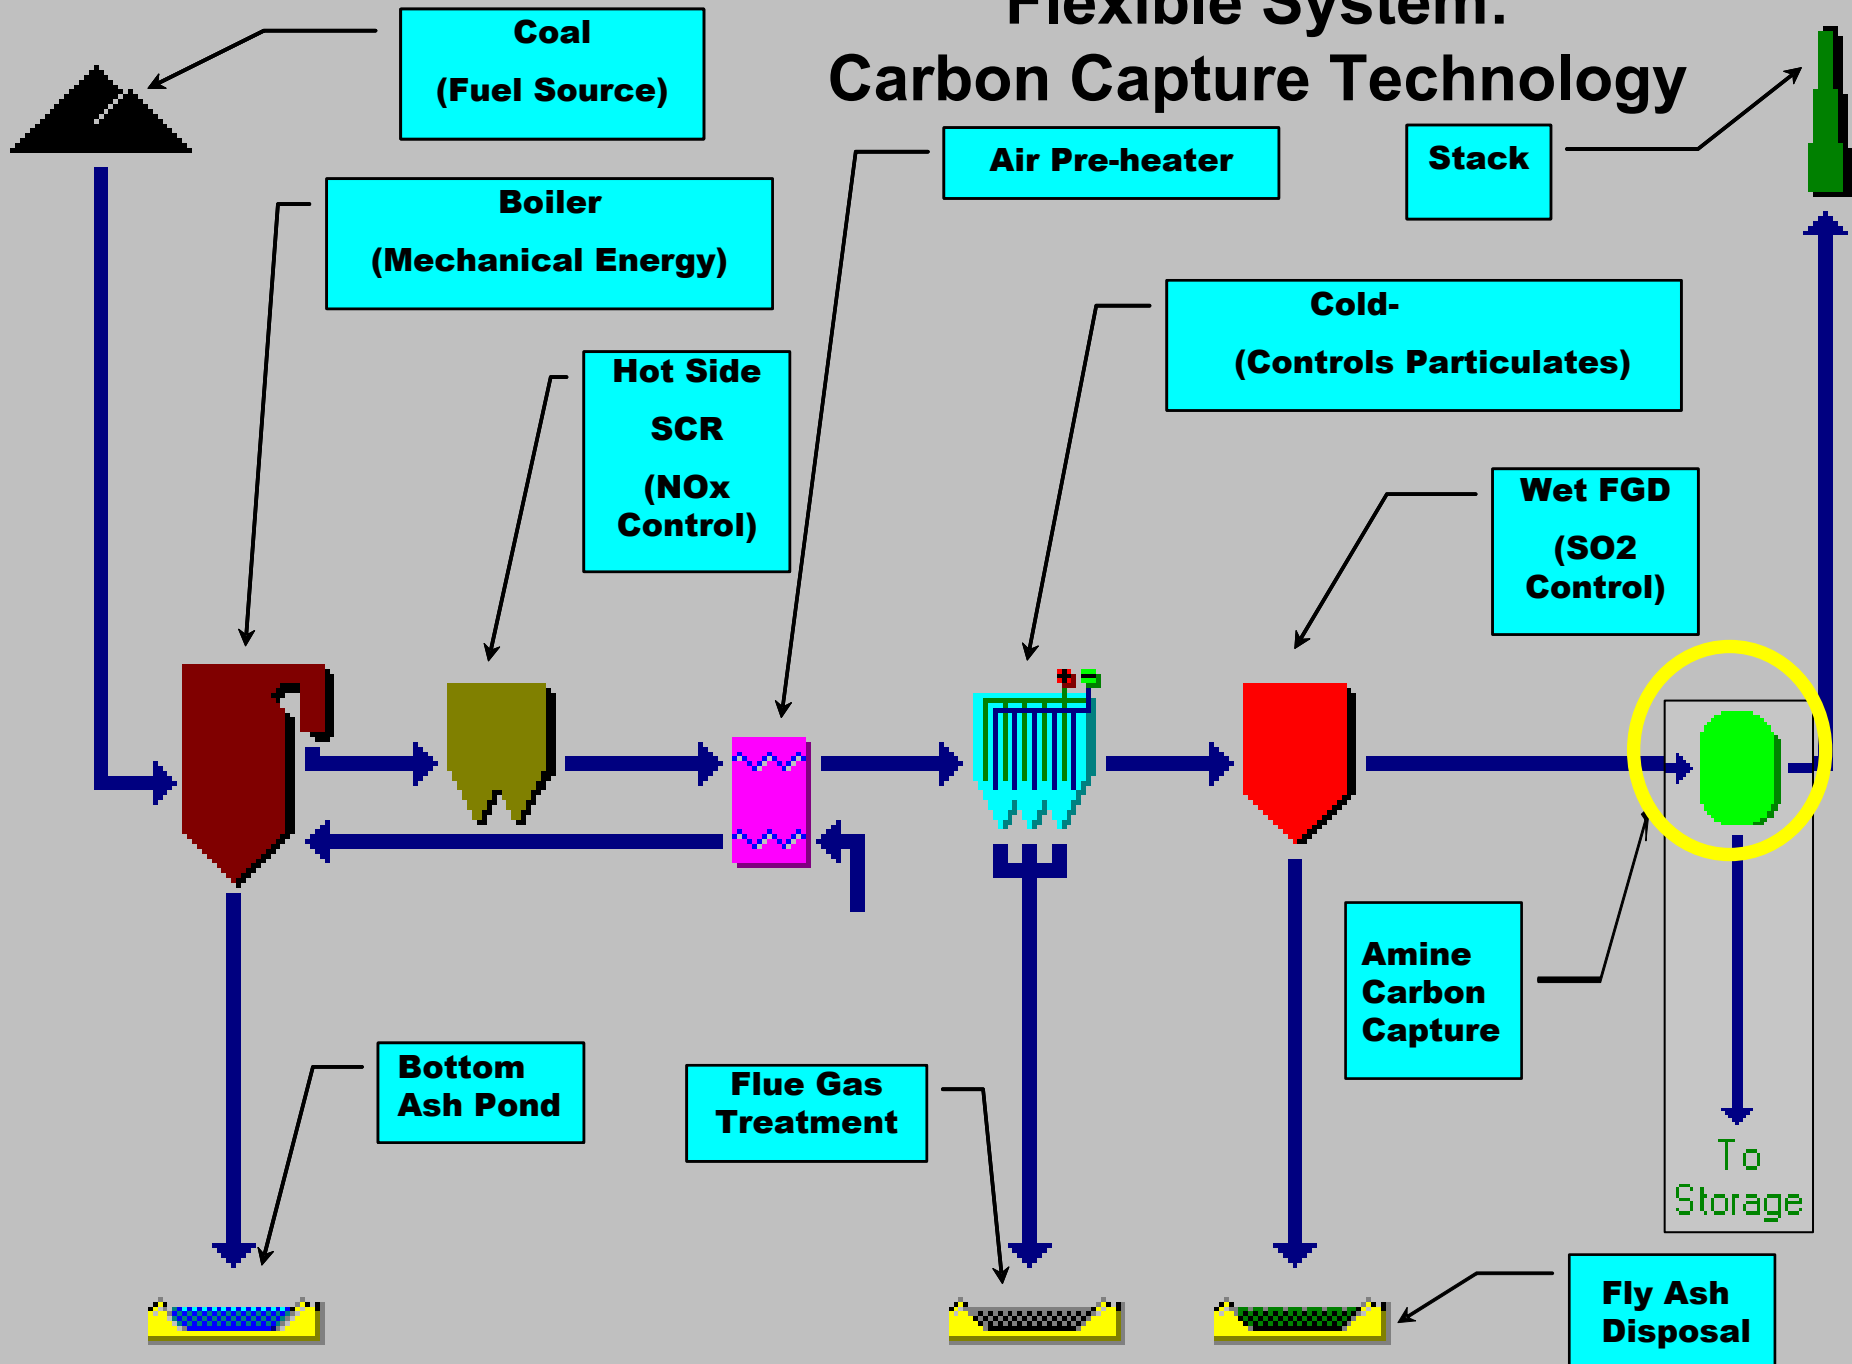 Flexible System:
Carbon Capture Technology
Coal
(Fuel Source)
Air Pre-heater
Stack
Boiler
(Mechanical Energy)
Cold-
(Controls Particulates)
Hot Side
SCR
(NOx
Control)
Wet FGD
(SO2
Control)
Amine
Carbon
Capture
Bottom
Ash Pond
Flue Gas
Treatment
To
Storage
Fly Ash
Disposal